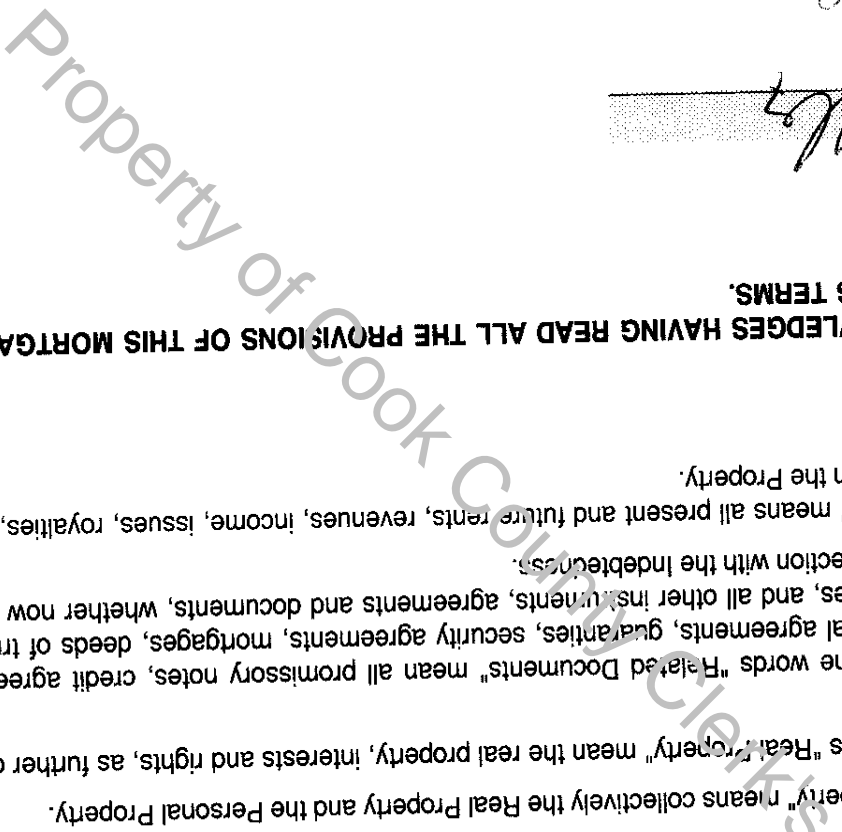 erty" means collectively the Real Property and the Personal Property.
s "Real Property" mean the real property, interests and rights, as further
words "Related Documents" mean all promissory notes, credit
al agreements, guaranties, security agreements, mortgages, deeds of
es, and all other instruments, agreements and documents, whether now
ection with the Indebtedness.
means all present and future rents, revenues, income, issues, royalties,
the Property.
LEDGES HAVING READ ALL THE PROVISIONS OF THIS MORTGA
TERMS.
Property of Cook County Clerk's